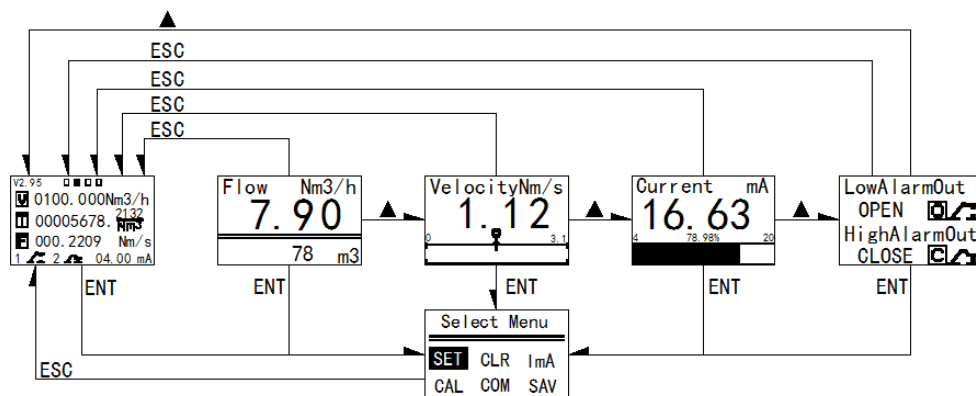 ESC
ESC
ESC
ESC
V2.95
V 0100.000Nm3/h
T 00005678.2132 Nm3
F 000.2209 Nm/s
1 2 04.00 mA
Flow Nm3/h
7.90
78 m3
VelocityNm/s
1.12
0 3.1
Current mA
16.63
4 78.98% 20
LowAlarmOut
OPEN O
HighAlarmOut
CLOSE C
ENT
ENT
ENT
ENT
ENT
Select Menu
SET CLR ImA
CAL COM SAV
ESC